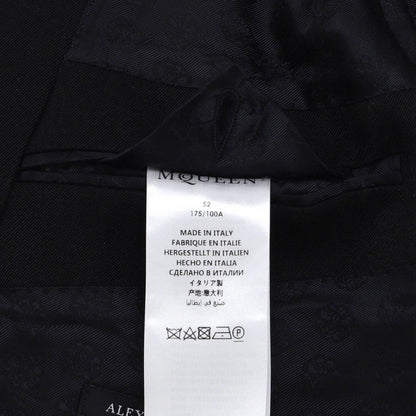 McQUEEN
52
175/100A
MADE IN ITALY
FABRIQUE EN ITALIE
HERGESTELLT IN ITALIEN
HECHO EN ITALIA
СДЕЛАНО В ИТАЛИИ
イタリア製
产地:意大利
صنع في إيطاليا
ALEX